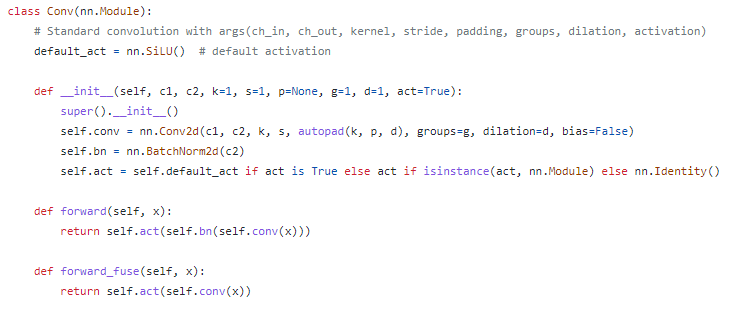 class Conv(nn.Module):
    # Standard convolution with args(ch_in, ch_out, kernel, stride, padding, groups, dilation, activation)
    default_act = nn.SiLU()  # default activation

    def __init__(self, c1, c2, k=1, s=1, p=None, g=1, d=1, act=True):
        super().__init__()
        self.conv = nn.Conv2d(c1, c2, k, s, autopad(k, p, d), groups=g, dilation=d, bias=False)
        self.bn = nn.BatchNorm2d(c2)
        self.act = self.default_act if act is True else act if isinstance(act, nn.Module) else nn.Identity()

    def forward(self, x):
        return self.act(self.bn(self.conv(x)))

    def forward_fuse(self, x):
        return self.act(self.conv(x))